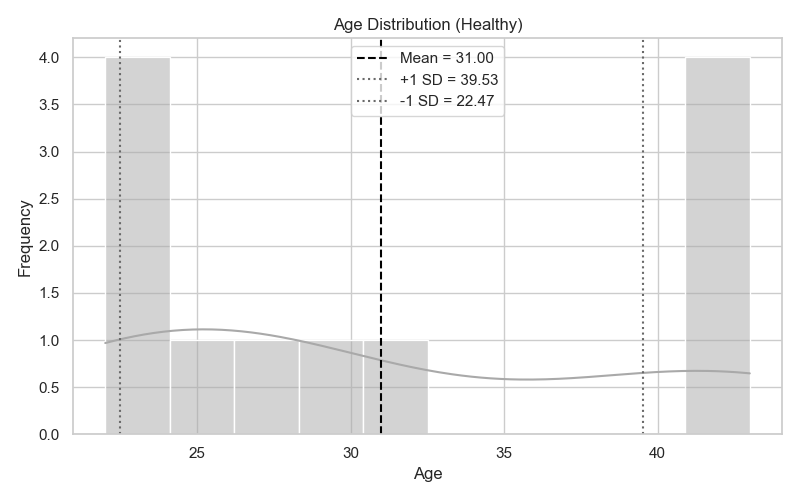 Age Distribution (Healthy)
Mean = 31.00
+1 SD = 39.53
-1 SD = 22.47
4.0
3.5
3.0
2.5
2.0
1.5
1.0
0.5
0.0
Frequency
25
30
35
40
Age